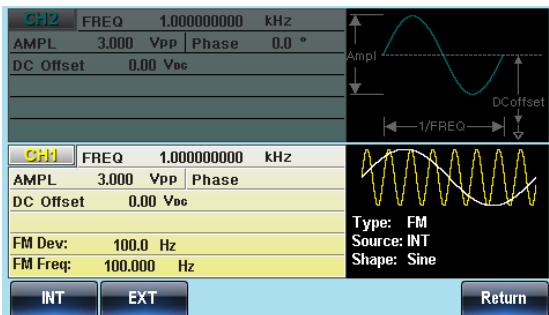 CH2 FREQ 1.000000000 kHz
AMPL 3.000 Vpp Phase 0.0 °
DC Offset 0.00 VDC
Ampl
DCoffset
1/FREQ
CH1 FREQ 1.000000000 kHz
AMPL 3.000 Vpp Phase
DC Offset 0.00 VDC
FM Dev: 100.0 Hz
FM Freq: 100.000 Hz
Type: FM
Source: INT
Shape: Sine
INT EXT Return